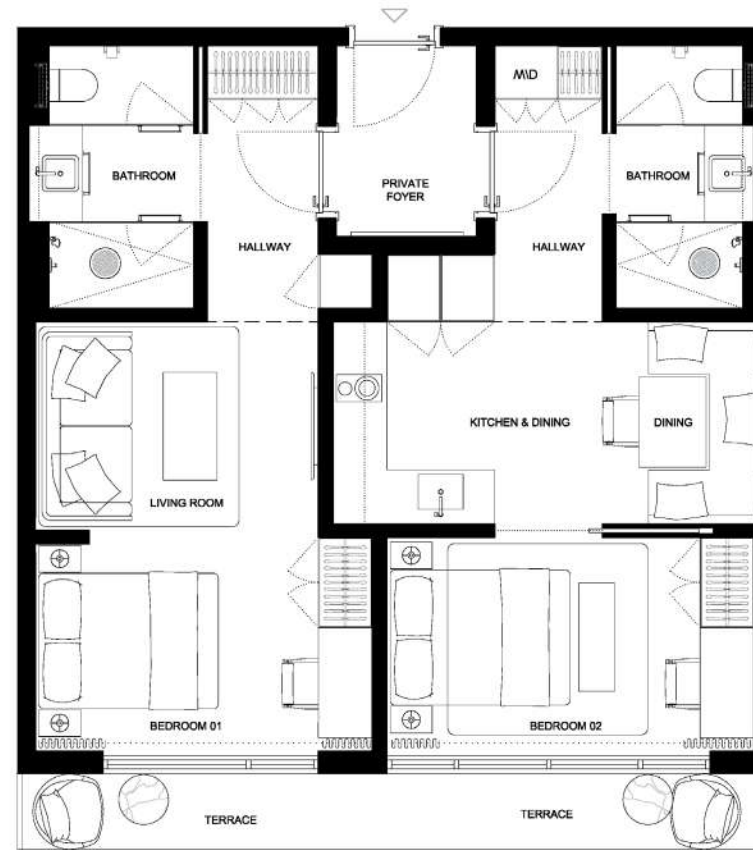 M\D
BATHROOM
PRIVATE
FOYER
BATHROOM
HALLWAY
HALLWAY
KITCHEN & DINING
DINING
LIVING ROOM
BEDROOM 01
BEDROOM 02
TERRACE
TERRACE